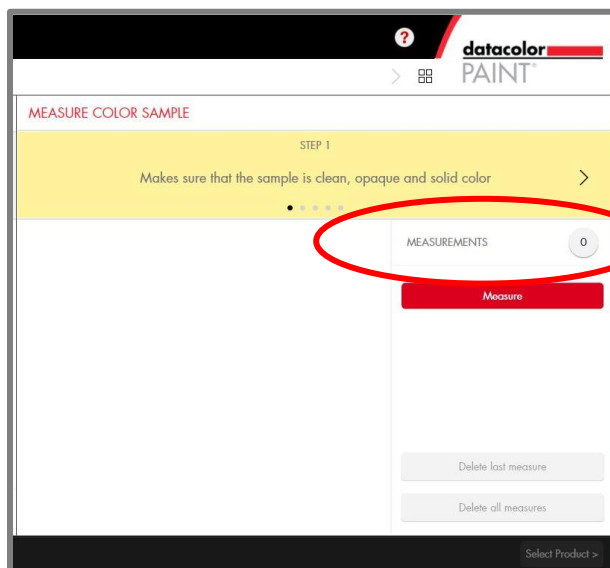 ?
datacolor
PAINT®
MEASURE COLOR SAMPLE
STEP 1
Makes sure that the sample is clean, opaque and solid color
MEASUREMENTS 0
Measure
Delete last measure
Delete all measures
Select Product >